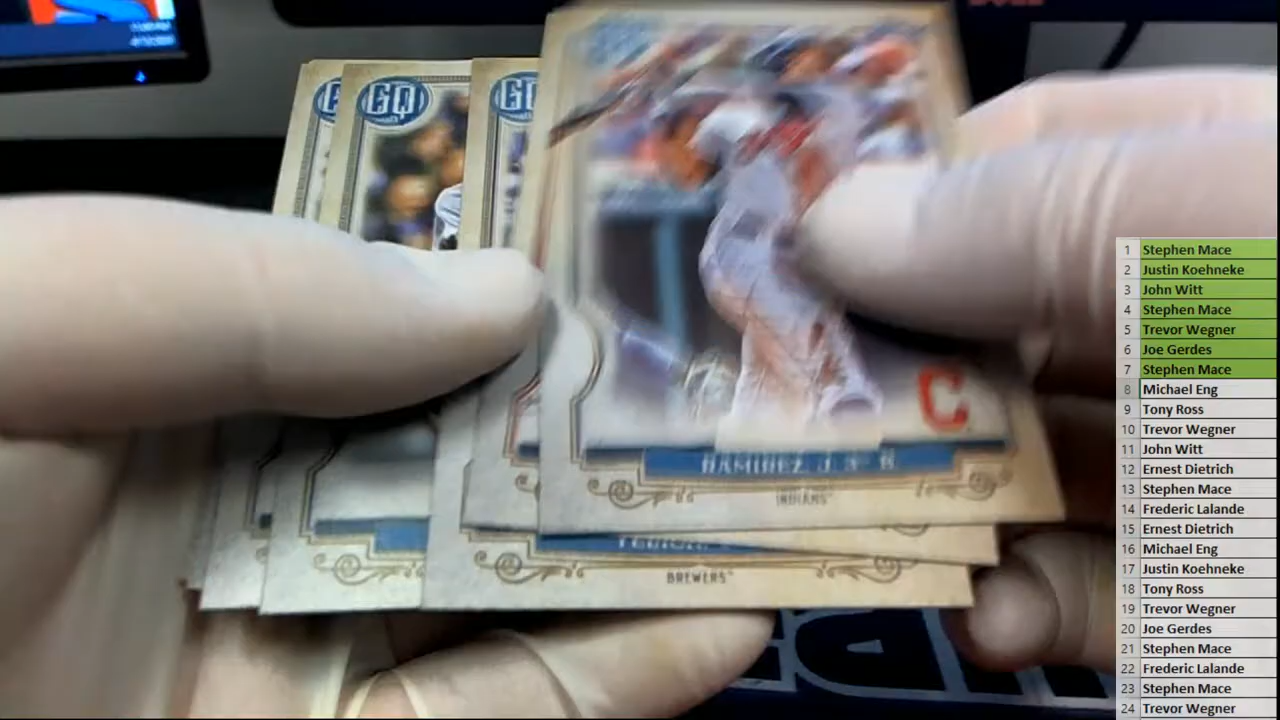 GQ
GQ
C
RAMIREZ, J. 3-B.
INDIANS
BREWERS
1 Stephen Mace
2 Justin Koehneke
3 John Witt
4 Stephen Mace
5 Trevor Wegner
6 Joe Gerdes
7 Stephen Mace
8 Michael Eng
9 Tony Ross
10 Trevor Wegner
11 John Witt
12 Ernest Dietrich
13 Stephen Mace
14 Frederic Lalande
15 Ernest Dietrich
16 Michael Eng
17 Justin Koehneke
18 Tony Ross
19 Trevor Wegner
20 Joe Gerdes
21 Stephen Mace
22 Frederic Lalande
23 Stephen Mace
24 Trevor Wegner